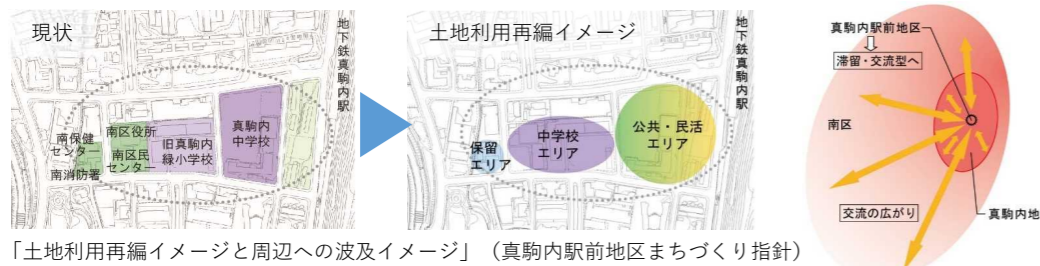 現状
地下鉄真駒内駅
南保健
センター
南消防署
南区役所
南区民
センター
旧真駒内
緑小学校
真駒内
中学校
土地利用再編イメージ
地下鉄真駒内駅
保留
エリア
中学校
エリア
公共・民活
エリア
真駒内駅前地区
滞留・交流型へ
南区
交流の広がり
真駒内地
「土地利用再編イメージと周辺への波及イメージ」（真駒内駅前地区まちづくり指針）